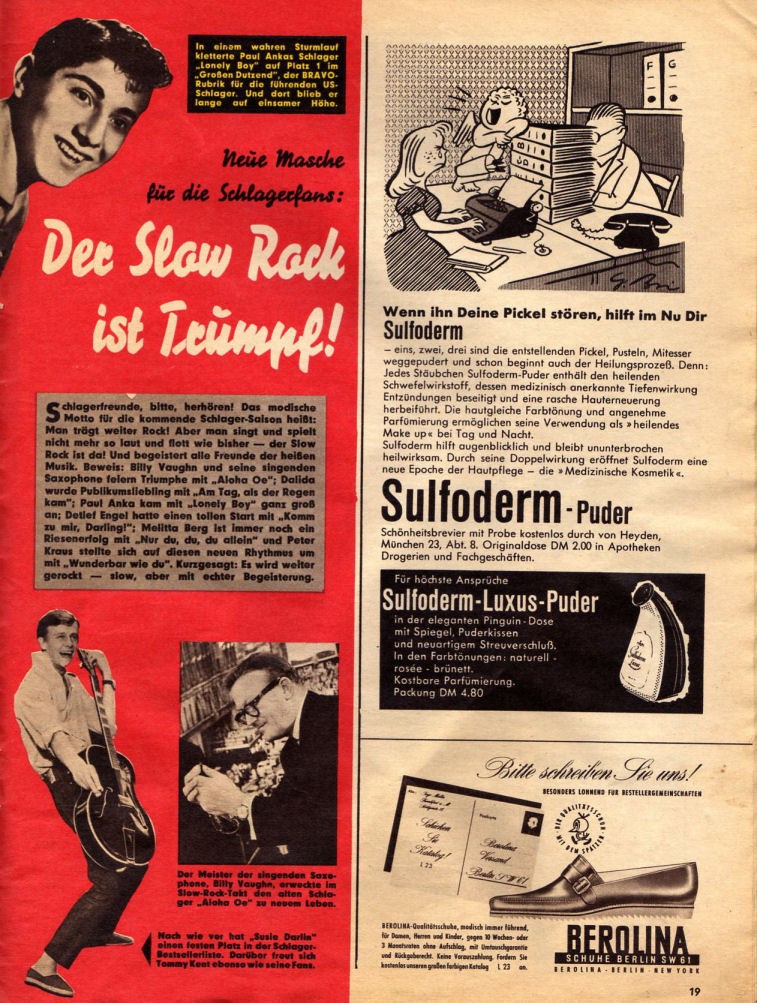 In einem wahren Sturmlauf
kletterte Paul Ankas Schlager
„Lonely Boy" auf Platz 1 im
„Großen Dutzend", der BRAVO-
Rubrik für die führenden US-
Schlager. Und dort blieb er
lange auf einsamer Höhe.
Neue Masche
für die Schlagerfans:
Der Slow Rock
ist Trumpf!
Schlagerfreunde, bitte, herhören! Das modische
Motto für die kommende Schlager-Saison heißt:
Man trägt weiter Rock! Aber man singt und spielt
nicht mehr so laut und flott wie bisher — der Slow
Rock ist da! Und begeistert alle Freunde der heißen
Musik. Beweis: Billy Vaughn und seine singenden
Saxophone feiern Triumphe mit „Aloha Oe"; Dalida
wurde Publikumsliebling mit „Am Tag, als der Regen
kam"; Paul Anka kam mit „Lonely Boy" ganz groß
an; Detlef Engel hatte einen tollen Start mit „Komm
zu mir, Darling!"; Melitta Berg ist immer noch ein
Riesenerfolg mit „Nur du, du, du allein" und Peter
Kraus stellte sich auf diesen neuen Rhythmus um
mit „Wunderbar wie du". Kurzgesagt: Es wird weiter
gerockt — slow, aber mit echter Begeisterung.
Der Meister der singenden Saxo-
phone, Billy Vaughn, erweckte im
Slow-Rock-Takt den alten Schla-
ger „Aloha Oe" zu neuem Leben.
Nach wie vor hat „Susie Darlin"
einen festen Platz in der Schlager-
Bestsellerliste. Darüber freut sich
Tommy Kent ebenso wie seine Fans.
F G
Wenn ihn Deine Pickel stören, hilft im Nu Dir
Sulfoderm
– eins, zwei, drei sind die entstellenden Pickel, Pusteln, Mitesser
weggepudert und schon beginnt auch der Heilungsprozeß. Denn:
Jedes Stäubchen Sulfoderm-Puder enthält den heilenden
Schwefelwirkstoff, dessen medizinisch anerkannte Tiefenwirkung
Entzündungen beseitigt und eine rasche Hauterneuerung
herbeiführt. Die hautgleiche Farbtönung und angenehme
Parfümierung ermöglichen seine Verwendung als »heilendes
Make up« bei Tag und Nacht.
Sulfoderm hilft augenblicklich und bleibt ununterbrochen
heilwirksam. Durch seine Doppelwirkung eröffnet Sulfoderm eine
neue Epoche der Hautpflege – die »Medizinische Kosmetik«.
Sulfoderm - Puder
Schönheitsbrevier mit Probe kostenlos durch von Heyden,
München 23, Abt. 8. Originaldose DM 2.00 in Apotheken
Drogerien und Fachgeschäften.
Für höchste Ansprüche
Sulfoderm-Luxus-Puder
in der eleganten Pinguin-Dose
mit Spiegel, Puderkissen
und neuartigem Streuverschluß.
In den Farbtönungen: naturell -
rosée - brünett.
Kostbare Parfümierung.
Packung DM 4.80
Bitte schreiben Sie uns!
BESONDERS LOHNEND FÜR BESTELLERGEMEINSCHAFTEN
Schicken
Sie
Katalog!
L 23
Postkarte
Berolina
Versand
Berlin SW 61
DER QUALITÄTSSCHUH
MIT DEM SPATZEN
BEROLINA-Qualitätsschuhe, modisch immer führend,
für Damen, Herren und Kinder, gegen 10 Wochen- oder
3 Monatsraten ohne Aufschlag, mit Umtauschgarantie
und Rückgaberecht. Keine Vorauszahlung. Fordern Sie
kostenlos unseren großen farbigen Katalog L 23 an.
BEROLINA
SCHUHE BERLIN SW 61
BEROLINA · BERLIN · NEW YORK
19